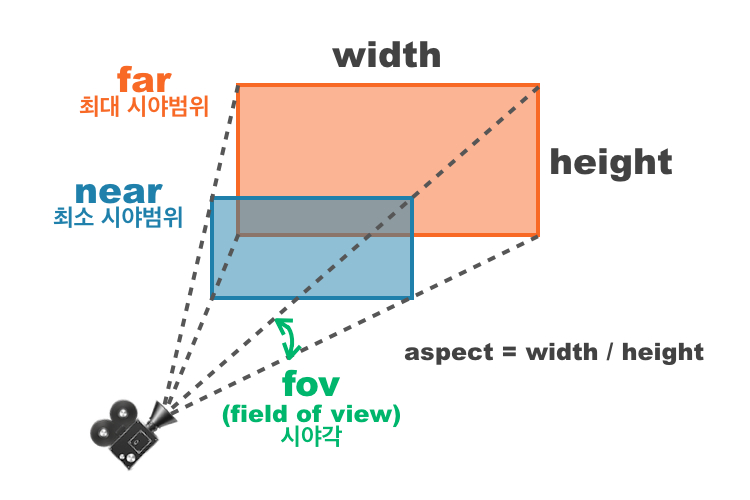 width
far
최대 시야범위
height
near
최소 시야범위
aspect = width / height
fov
(field of view)
시야각